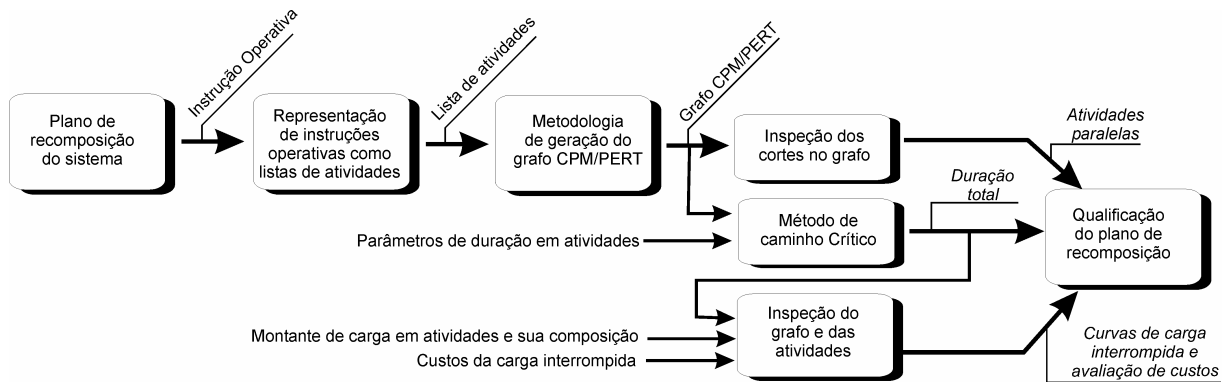 Plano de
recomposição
do sistema
Instrução Operativa
Representação
de instruções
operativas como
listas de atividades
Lista de atividades
Metodologia
de geração do
grafo CPM/PERT
Grafo CPM/PERT
Inspeção dos
cortes no grafo
Atividades
paralelas
Parâmetros de duração em atividades
Método de
caminho Crítico
Duração
total
Qualificação
do plano de
recomposição
Montante de carga em atividades e sua composição
Custos da carga interrompida
Inspeção do
grafo e das
atividades
Curvas de carga
interrompida e
avaliação de custos